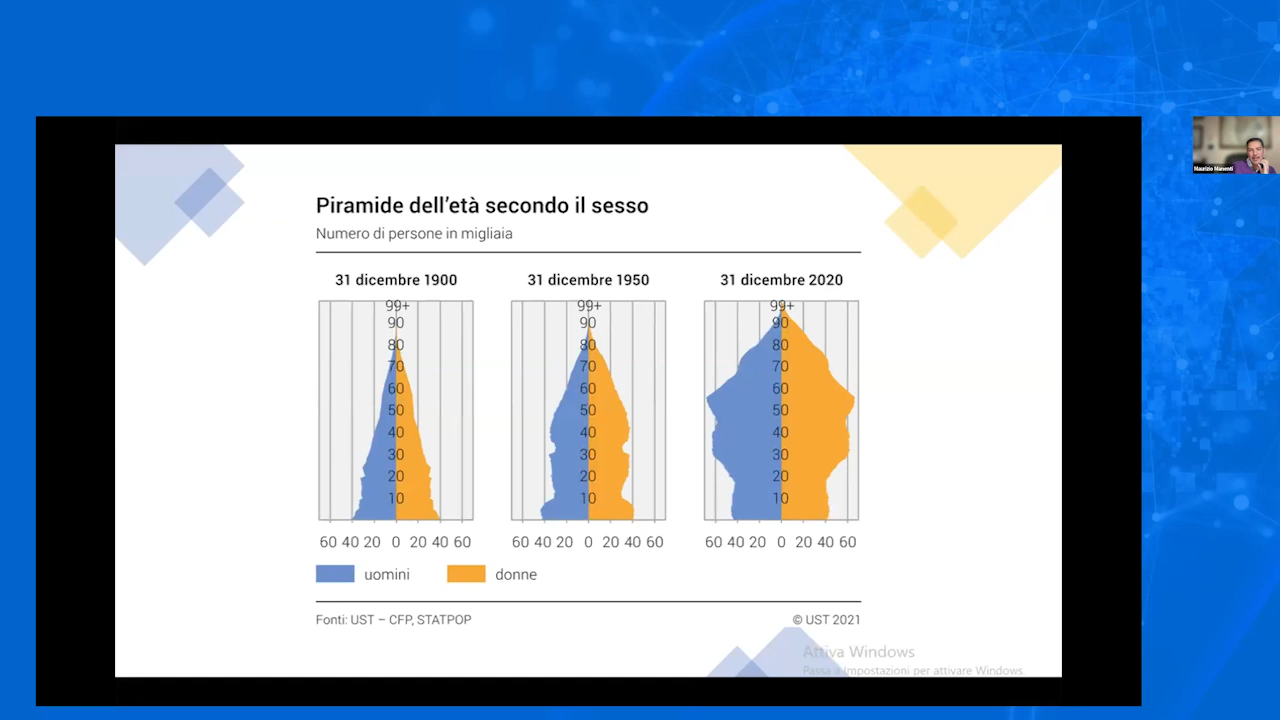 Piramide dell'età secondo il sesso
Numero di persone in migliaia
31 dicembre 1900
31 dicembre 1950
31 dicembre 2020
99+
90
80
70
60
50
40
30
20
10
60 40 20 0 20 40 60
99+
90
80
70
60
50
40
30
20
10
60 40 20 0 20 40 60
99+
90
80
70
60
50
40
30
20
10
60 40 20 0 20 40 60
uomini
donne
Fonti: UST – CFP, STATPOP
© UST 2021
Attiva Windows
Passa a Impostazioni per attivare Windows.
Maurizio Manenti